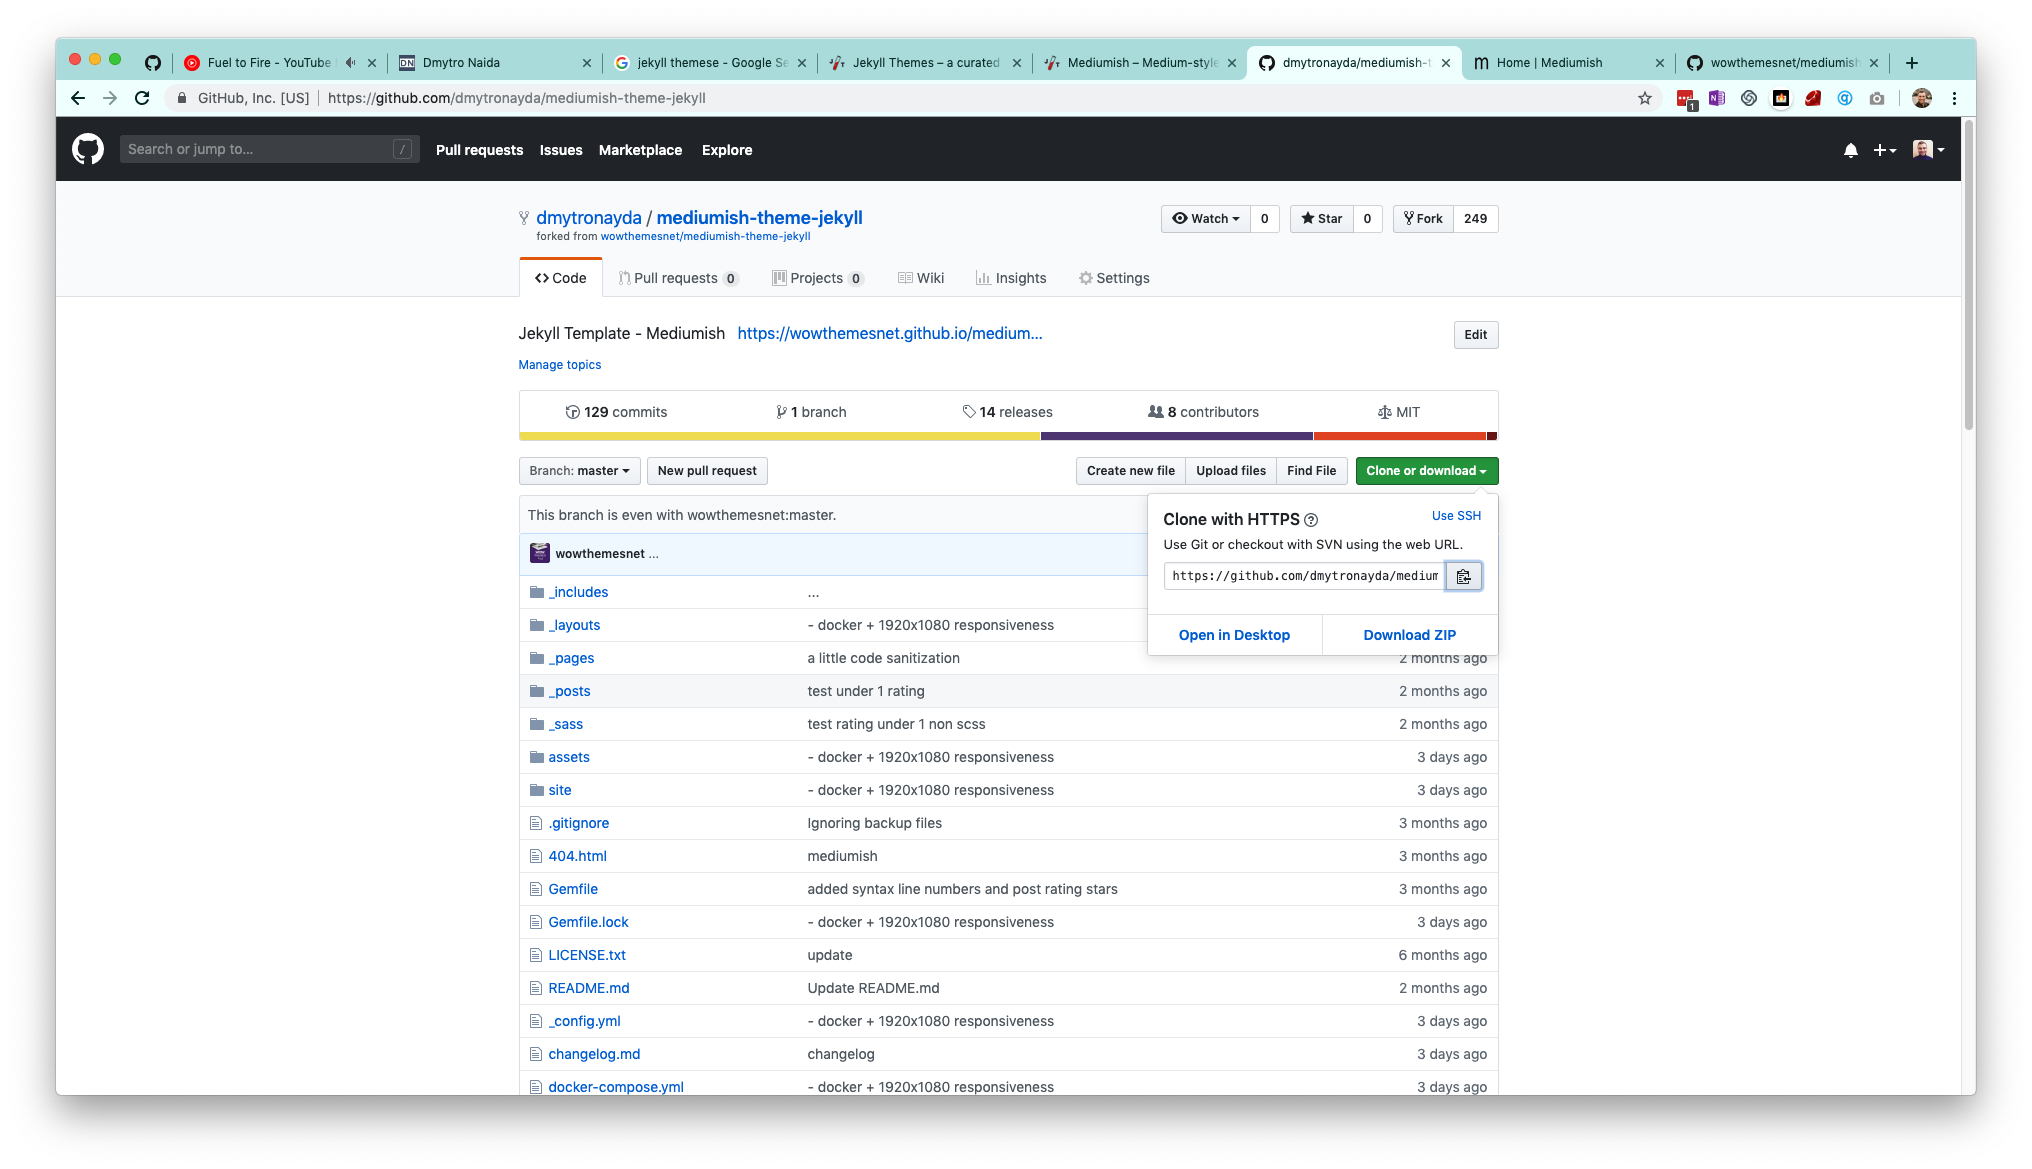 Fuel to Fire - YouTube
DN Dmytro Naida
jekyll themese - Google Se
Jekyll Themes – a curated
Mediumish – Medium-style
dmytronayda/mediumish-t
Home | Mediumish
wowthemesnet/mediumish
GitHub, Inc. [US] https://github.com/dmytronayda/mediumish-theme-jekyll
1
Search or jump to... /
Pull requests Issues Marketplace Explore
dmytronayda / mediumish-theme-jekyll
forked from wowthemesnet/mediumish-theme-jekyll
Watch 0 Star 0 Fork 249
Code Pull requests 0 Projects 0 Wiki Insights Settings
Jekyll Template - Mediumish https://wowthemesnet.github.io/medium... Edit
Manage topics
129 commits 1 branch 14 releases 8 contributors MIT
Branch: master New pull request Create new file Upload files Find File Clone or download
This branch is even with wowthemesnet:master.
wowthemesnet ...
Clone with HTTPS Use SSH
Use Git or checkout with SVN using the web URL.
https://github.com/dmytronayda/medium
Open in Desktop Download ZIP
_includes ...
_layouts - docker + 1920x1080 responsiveness
_pages a little code sanitization 2 months ago
_posts test under 1 rating 2 months ago
_sass test rating under 1 non scss 2 months ago
assets - docker + 1920x1080 responsiveness 3 days ago
site - docker + 1920x1080 responsiveness 3 days ago
.gitignore Ignoring backup files 3 months ago
404.html mediumish 3 months ago
Gemfile added syntax line numbers and post rating stars 3 months ago
Gemfile.lock - docker + 1920x1080 responsiveness 3 days ago
LICENSE.txt update 6 months ago
README.md Update README.md 2 months ago
_config.yml - docker + 1920x1080 responsiveness 3 days ago
changelog.md changelog 3 days ago
docker-compose.yml - docker + 1920x1080 responsiveness 3 days ago